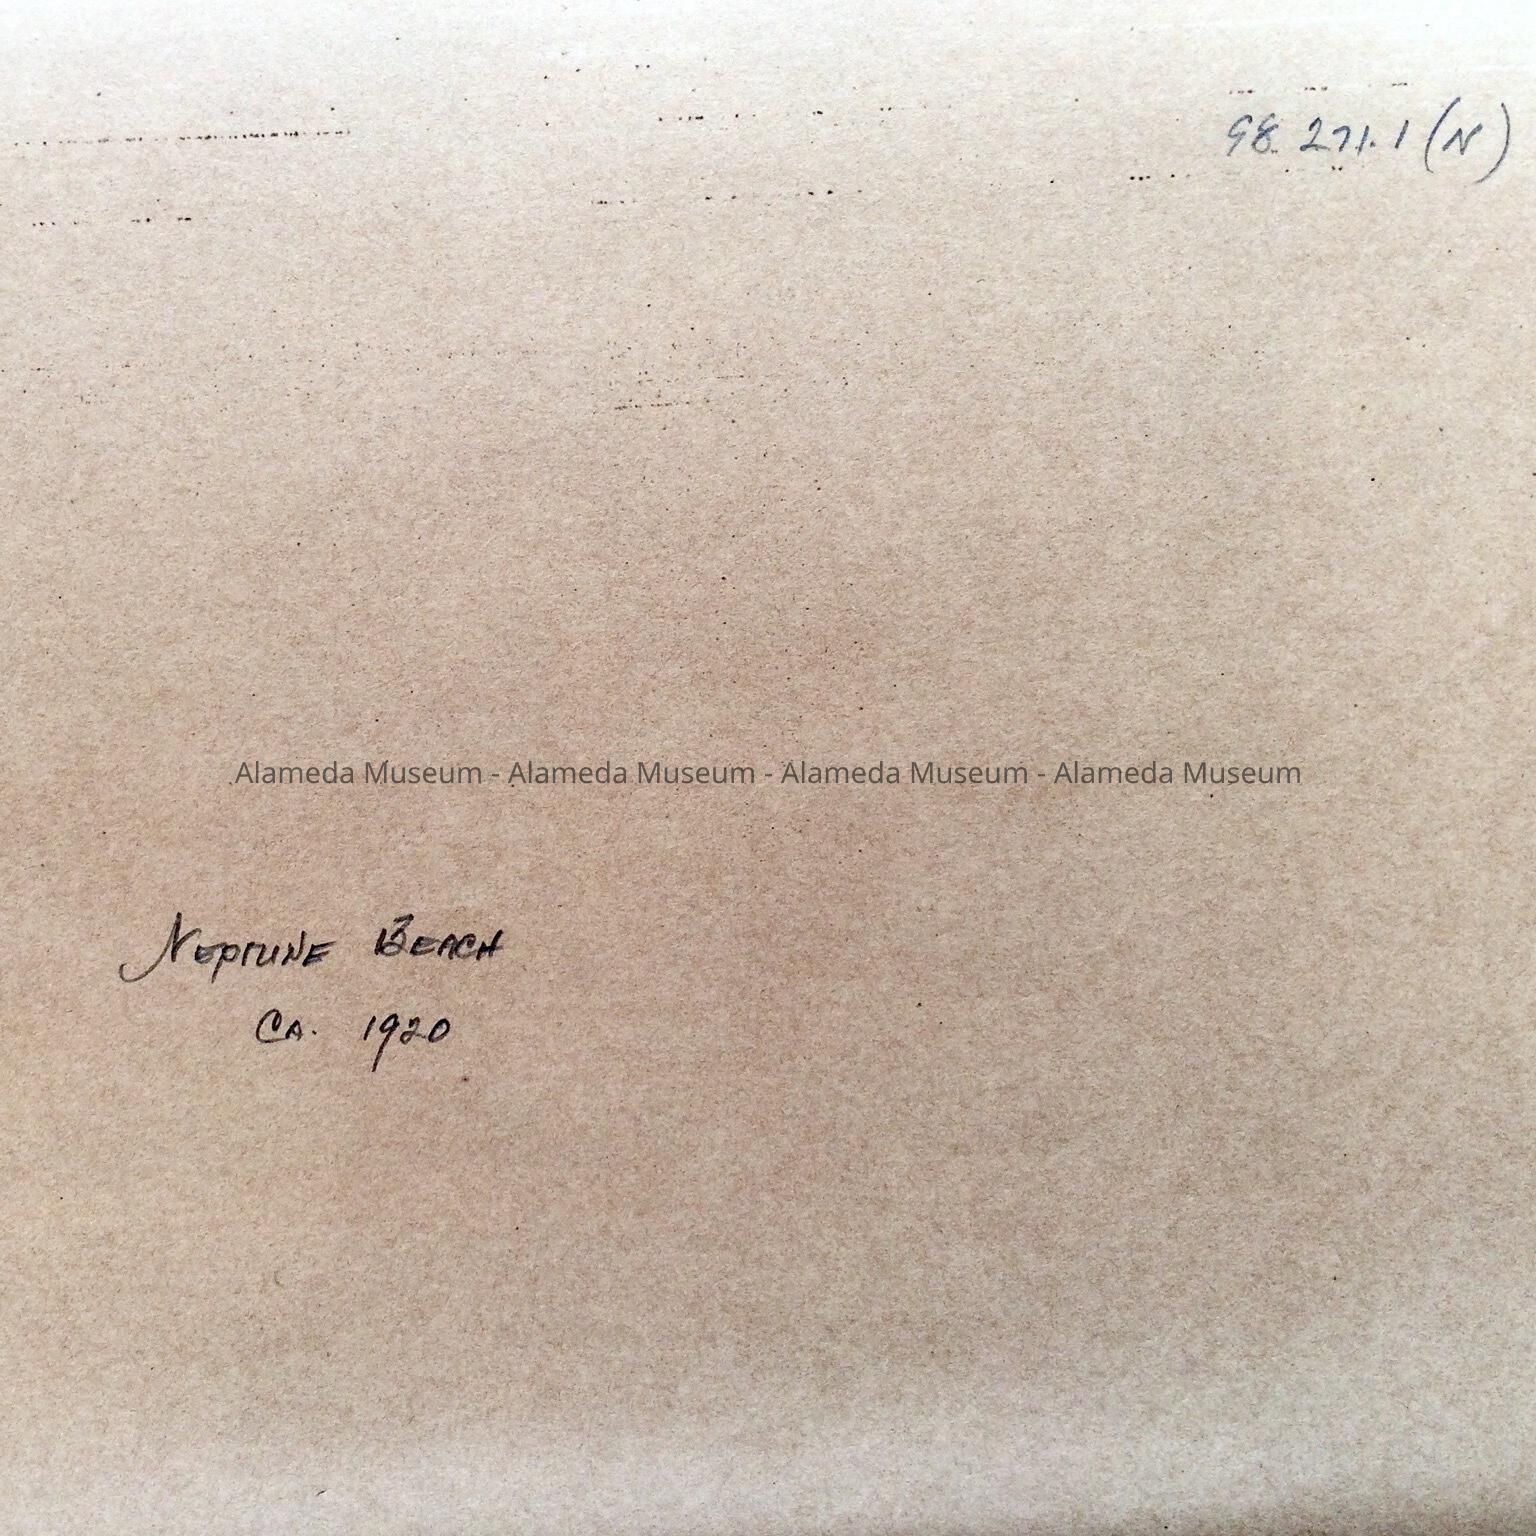 98.271.1 (N)
Alameda Museum - Alameda Museum - Alameda Museum - Alameda Museum
Neptune Beach
Ca. 1920